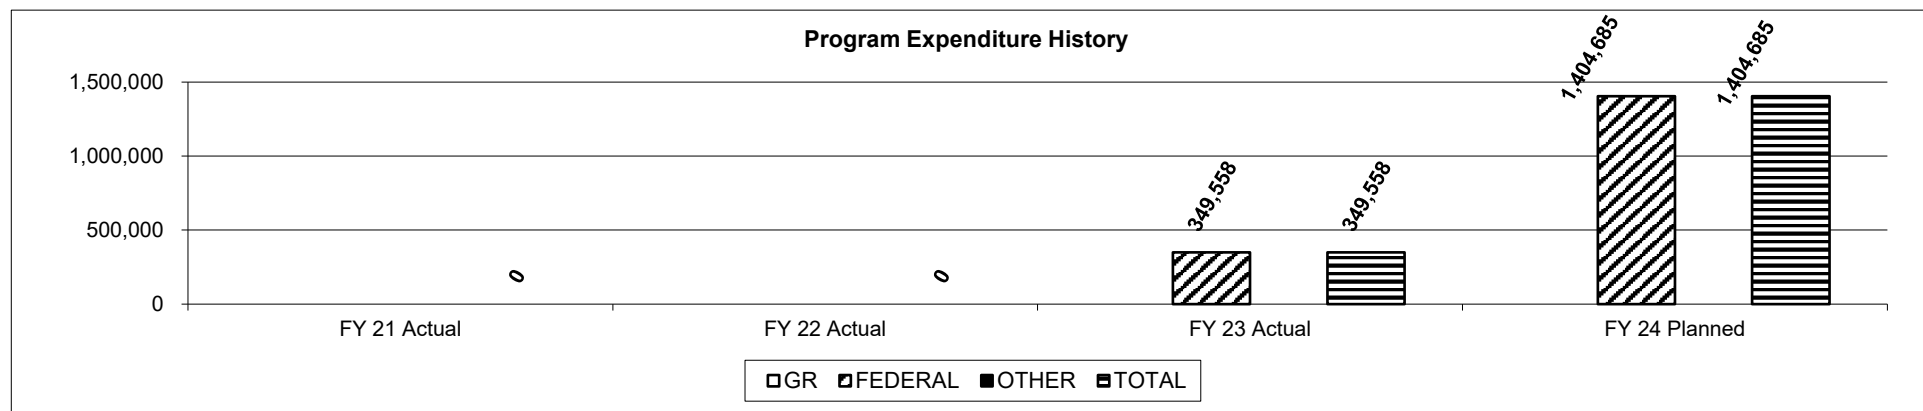 Program Expenditure History
1,500,000
1,000,000
500,000
0
0
0
349,558
349,558
1,404,685
1,404,685
FY 21 Actual
FY 22 Actual
FY 23 Actual
FY 24 Planned
GR FEDERAL OTHER TOTAL